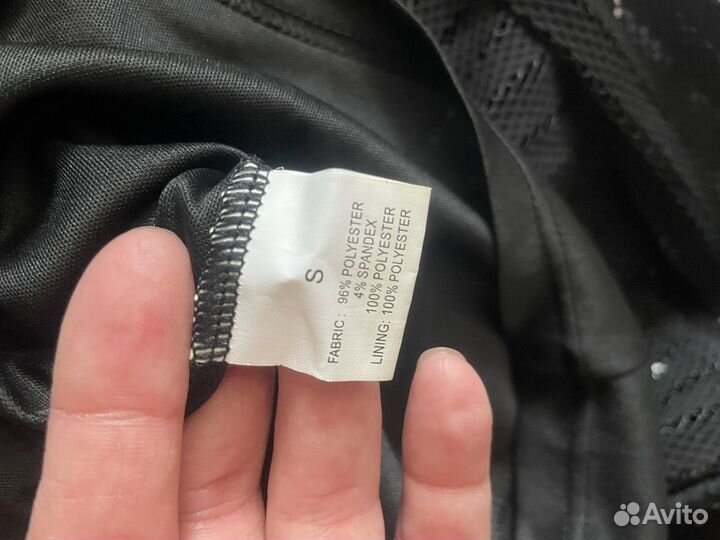 S
FABRIC: 96% POLYESTER
4% SPANDEX
100% POLYESTER
LINING: 100% POLYESTER
Avito